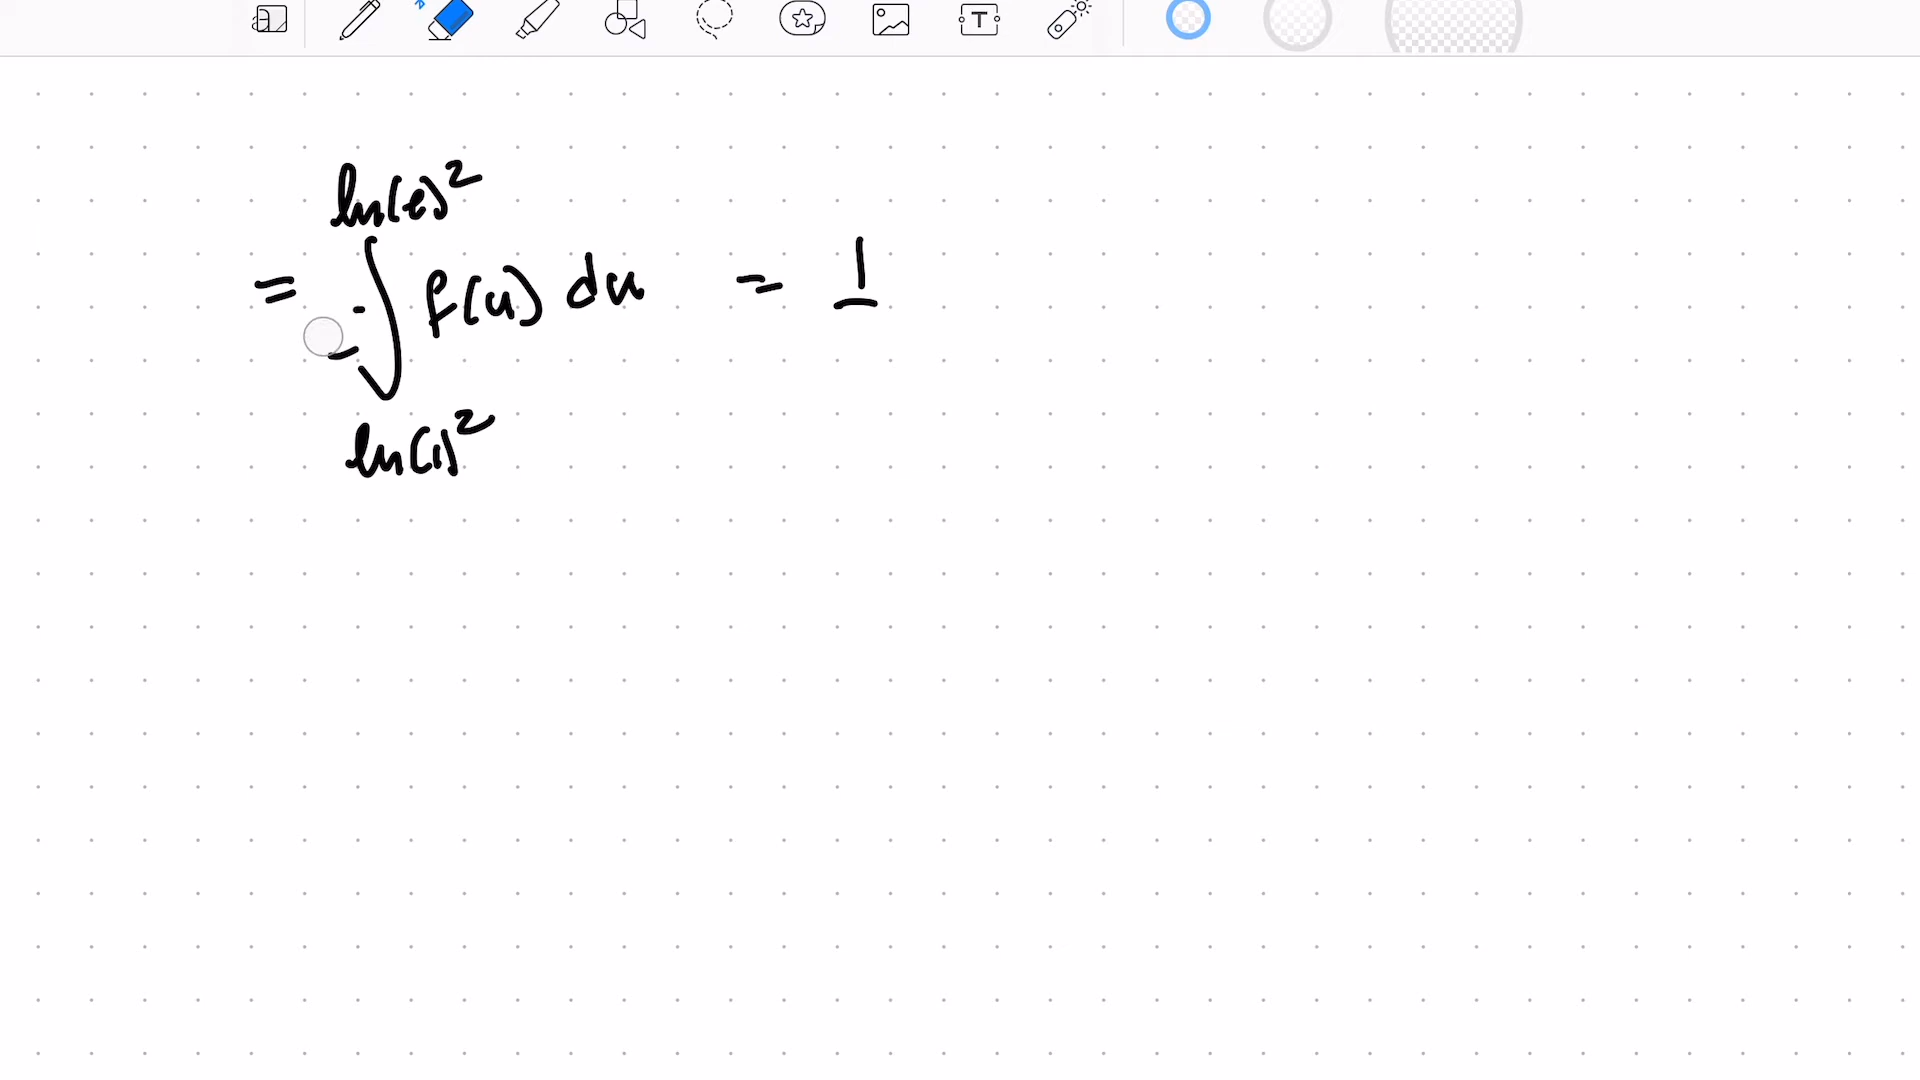 ln(e)²
= ∫ f(u) du = 1
ln(1)²